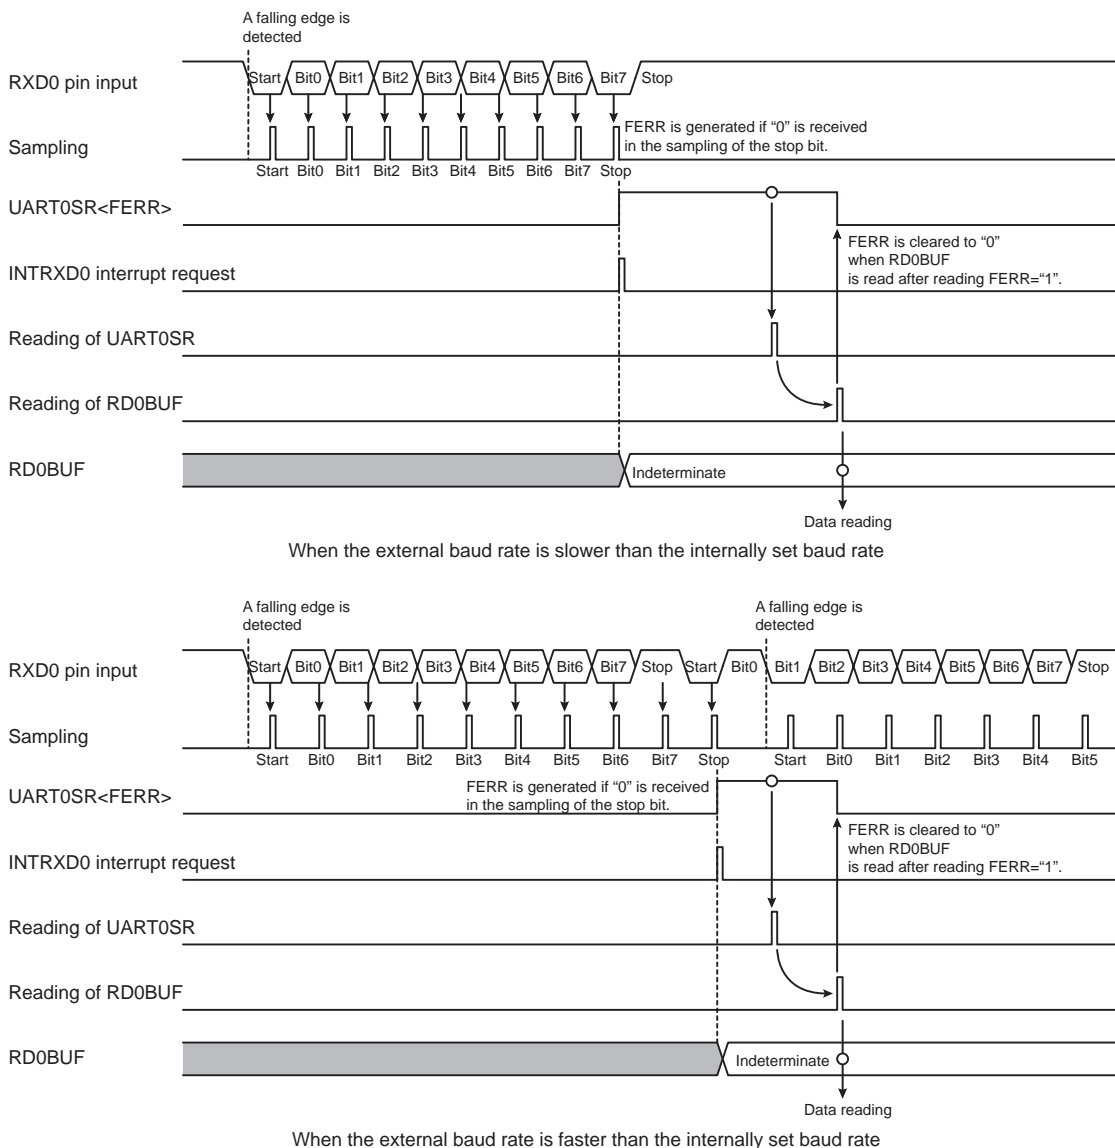 A falling edge is
detected
RXD0 pin input
Start Bit0 Bit1 Bit2 Bit3 Bit4 Bit5 Bit6 Bit7 Stop
Sampling
FERR is generated if “0” is received
in the sampling of the stop bit.
Start Bit0 Bit1 Bit2 Bit3 Bit4 Bit5 Bit6 Bit7 Stop
UART0SR<FERR>
FERR is cleared to “0”
when RD0BUF
is read after reading FERR=“1”.
INTRXD0 interrupt request
Reading of UART0SR
Reading of RD0BUF
RD0BUF
Indeterminate
Data reading
When the external baud rate is slower than the internally set baud rate
A falling edge is
detected
A falling edge is
detected
RXD0 pin input
Start Bit0 Bit1 Bit2 Bit3 Bit4 Bit5 Bit6 Bit7 Stop Start Bit0 Bit1 Bit2 Bit3 Bit4 Bit5 Bit6 Bit7 Stop
Sampling
Start Bit0 Bit1 Bit2 Bit3 Bit4 Bit5 Bit6 Bit7 Stop Start Bit0 Bit1 Bit2 Bit3 Bit4 Bit5
UART0SR<FERR>
FERR is generated if “0” is received
in the sampling of the stop bit.
FERR is cleared to “0”
when RD0BUF
is read after reading FERR=“1”.
INTRXD0 interrupt request
Reading of UART0SR
Reading of RD0BUF
RD0BUF
Indeterminate
Data reading
When the external baud rate is faster than the internally set baud rate